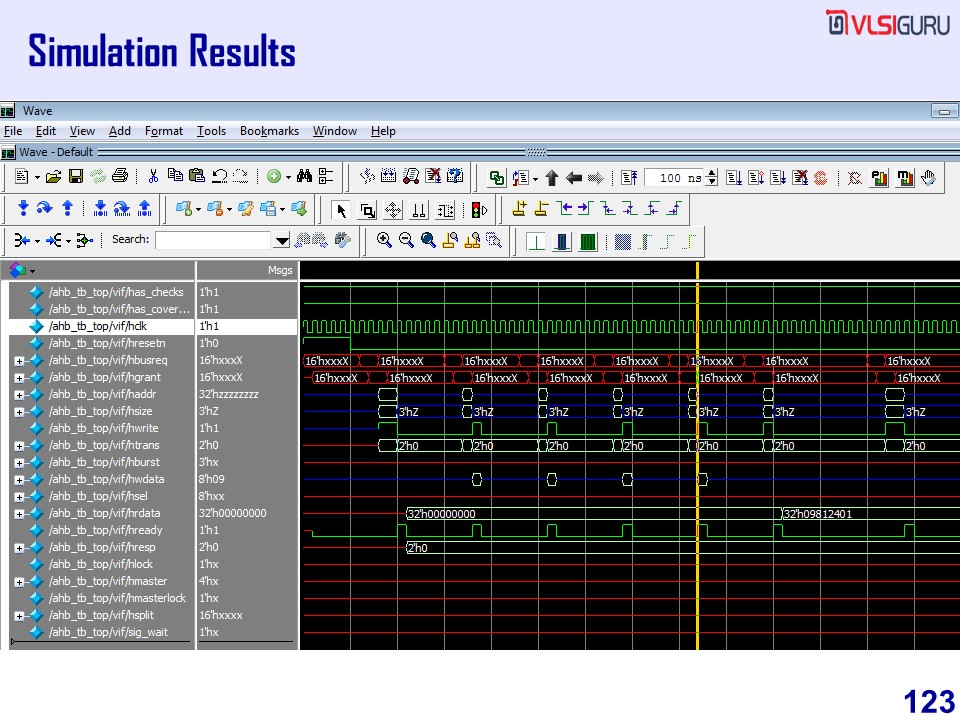 VLSIGURU
Simulation Results
Wave
File Edit View Add Format Tools Bookmarks Window Help
Wave - Default
100 ns
Search:
Msgs
/ahb_tb_top/vif/has_checks 1'h1
/ahb_tb_top/vif/has_cover... 1'h1
/ahb_tb_top/vif/hclk 1'h1
/ahb_tb_top/vif/hresetn 1'h0
/ahb_tb_top/vif/hbusreq 16'hxxxX 16'hxxxX 16'hxxxX 16'hxxxX 16'hxxxX 16'hxxxX 16'hxxxX 16'hxxxX 16'hxxxX
/ahb_tb_top/vif/hgrant 16'hxxxX 16'hxxxX 16'hxxxX 16'hxxxX 16'hxxxX 16'hxxxX 16'hxxxX 16'hxxxX 16'hxxxX
/ahb_tb_top/vif/haddr 32'hzzzzzzzz
/ahb_tb_top/vif/hsize 3'hZ 3'hZ 3'hZ 3'hZ 3'hZ 3'hZ 3'hZ 3'hZ
/ahb_tb_top/vif/hwrite 1'h1
/ahb_tb_top/vif/htrans 2'h0 2'h0 2'h0 2'h0 2'h0 2'h0 2'h0 2'h0
/ahb_tb_top/vif/hburst 3'hx
/ahb_tb_top/vif/hwdata 8'h09
/ahb_tb_top/vif/hsel 8'hxx
/ahb_tb_top/vif/hrdata 32'h00000000 32'h00000000 32'h09812401
/ahb_tb_top/vif/hready 1'h1
/ahb_tb_top/vif/hresp 2'h0 2'h0
/ahb_tb_top/vif/hlock 1'hx
/ahb_tb_top/vif/hmaster 4'hx
/ahb_tb_top/vif/hmasterlock 1'hx
/ahb_tb_top/vif/hsplit 16'hxxxx
/ahb_tb_top/vif/sig_wait 1'hx
123